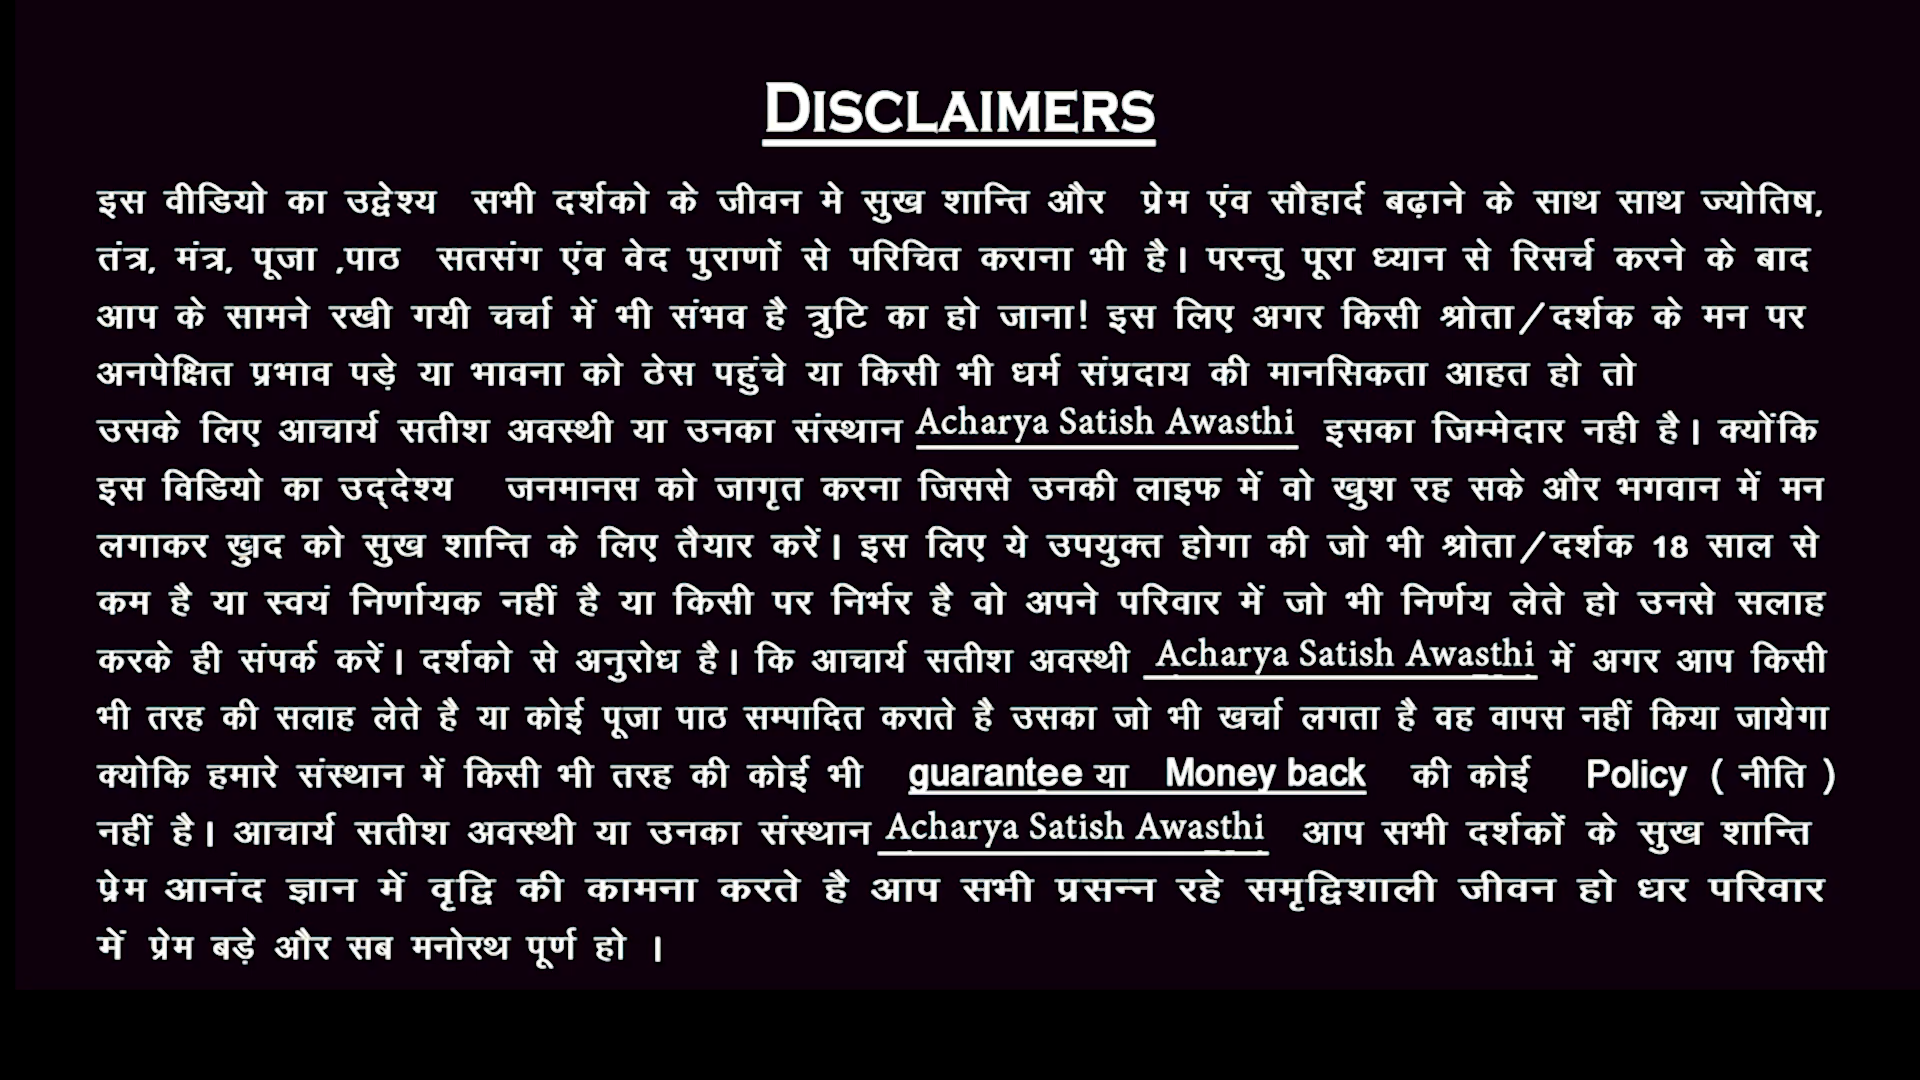 DISCLAIMERS
इस वीडियो का उद्वेश्य सभी दर्शको के जीवन मे सुख शान्ति और प्रेम एंव सौहार्द बढ़ाने के साथ साथ ज्योतिष,
तंत्र, मंत्र, पूजा ,पाठ सतसंग एंव वेद पुराणों से परिचित कराना भी है। परन्तु पूरा ध्यान से रिसर्च करने के बाद
आप के सामने रखी गयी चर्चा में भी संभव है त्रुटि का हो जाना! इस लिए अगर किसी श्रोता/दर्शक के मन पर
अनपेक्षित प्रभाव पड़े या भावना को ठेस पहुंचे या किसी भी धर्म संप्रदाय की मानसिकता आहत हो तो
उसके लिए आचार्य सतीश अवस्थी या उनका संस्थान Acharya Satish Awasthi इसका जिम्मेदार नही है। क्योंकि
इस विडियो का उद्देश्य जनमानस को जागृत करना जिससे उनकी लाइफ में वो खुश रह सके और भगवान में मन
लगाकर खुद को सुख शान्ति के लिए तैयार करें। इस लिए ये उपयुक्त होगा की जो भी श्रोता/दर्शक 18 साल से
कम है या स्वयं निर्णायक नहीं है या किसी पर निर्भर है वो अपने परिवार में जो भी निर्णय लेते हो उनसे सलाह
करके ही संपर्क करें। दर्शको से अनुरोध है। कि आचार्य सतीश अवस्थी Acharya Satish Awasthi में अगर आप किसी
भी तरह की सलाह लेते है या कोई पूजा पाठ सम्पादित कराते है उसका जो भी खर्चा लगता है वह वापस नहीं किया जायेगा
क्योकि हमारे संस्थान में किसी भी तरह की कोई भी guarantee या Money back की कोई Policy ( नीति )
नहीं है। आचार्य सतीश अवस्थी या उनका संस्थान Acharya Satish Awasthi आप सभी दर्शकों के सुख शान्ति
प्रेम आनंद ज्ञान में वृद्वि की कामना करते है आप सभी प्रसन्न रहे समृद्विशाली जीवन हो धर परिवार
में प्रेम बड़े और सब मनोरथ पूर्ण हो ।